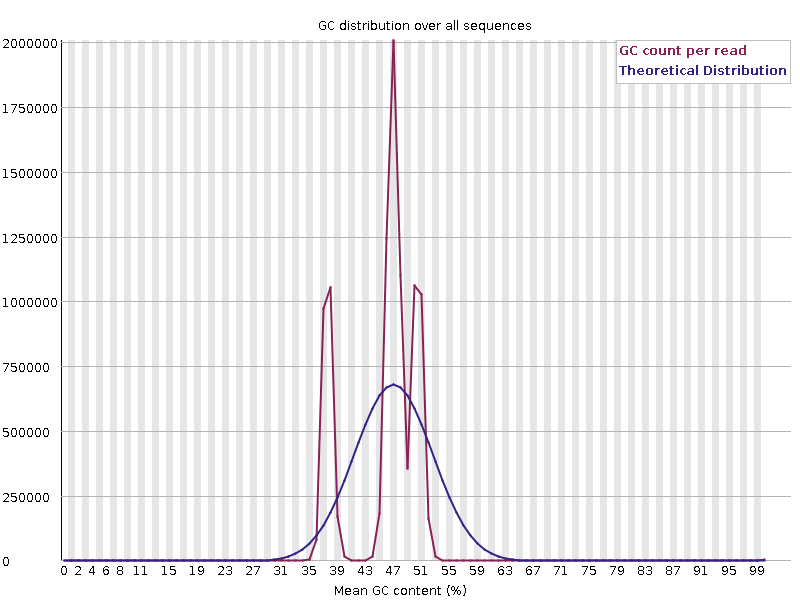 GC distribution over all sequences
GC count per read
Theoretical Distribution
2000000
1750000
1500000
1250000
1000000
750000
500000
250000
0
0 2 4 6 8 11 15 19 23 27 31 35 39 43 47 51 55 59 63 67 71 75 79 83 87 91 95 99
Mean GC content (%)